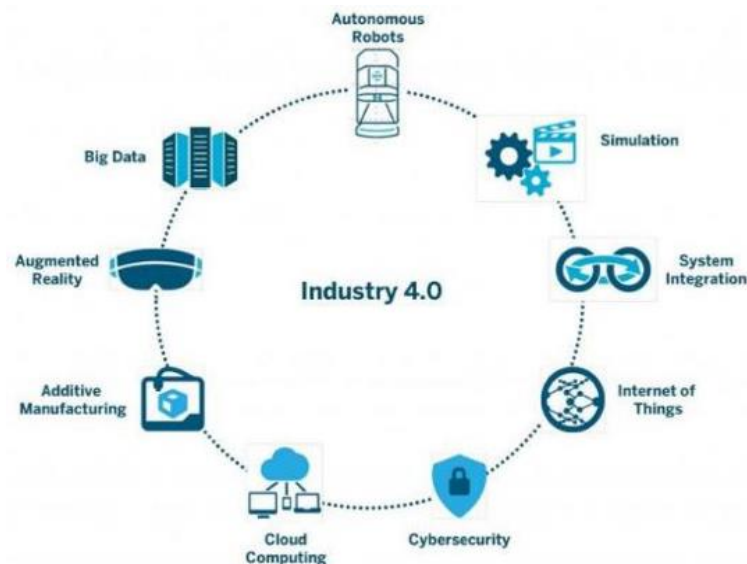 Autonomous
Robots
Simulation
System
Integration
Internet of
Things
Cybersecurity
Cloud
Computing
Additive
Manufacturing
Augmented
Reality
Big Data
Industry 4.0